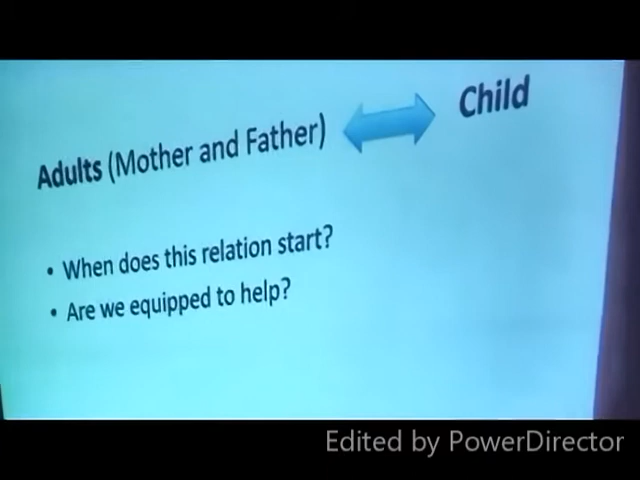 Adults (Mother and Father) Child
• When does this relation start?
• Are we equipped to help?
Edited by PowerDirector